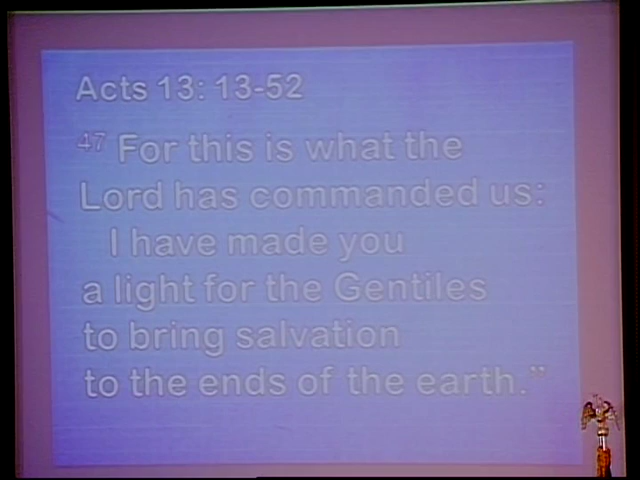 Acts 13: 13-52
47 For this is what the
Lord has commanded us:
I have made you
a light for the Gentiles
to bring salvation
to the ends of the earth.”